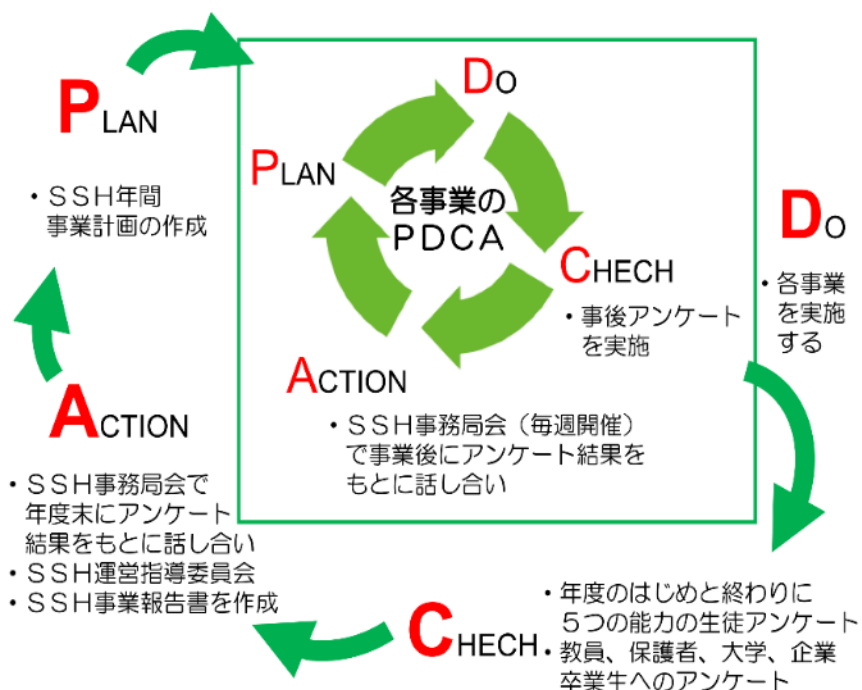 PLAN
・ＳＳＨ年間
事業計画の作成
DO
・各事業
を実施
する
CHECH
・年度のはじめと終わりに
５つの能力の生徒アンケート
・教員、保護者、大学、企業
卒業生へのアンケート
ACTION
・ＳＳＨ事務局会で
年度末にアンケート
結果をもとに話し合い
・ＳＳＨ運営指導委員会
・ＳＳＨ事業報告書を作成
各事業の
ＰＤＣＡ
PLAN
DO
CHECH
・事後アンケート
を実施
ACTION
・ＳＳＨ事務局会（毎週開催）
で事業後にアンケート結果を
もとに話し合い